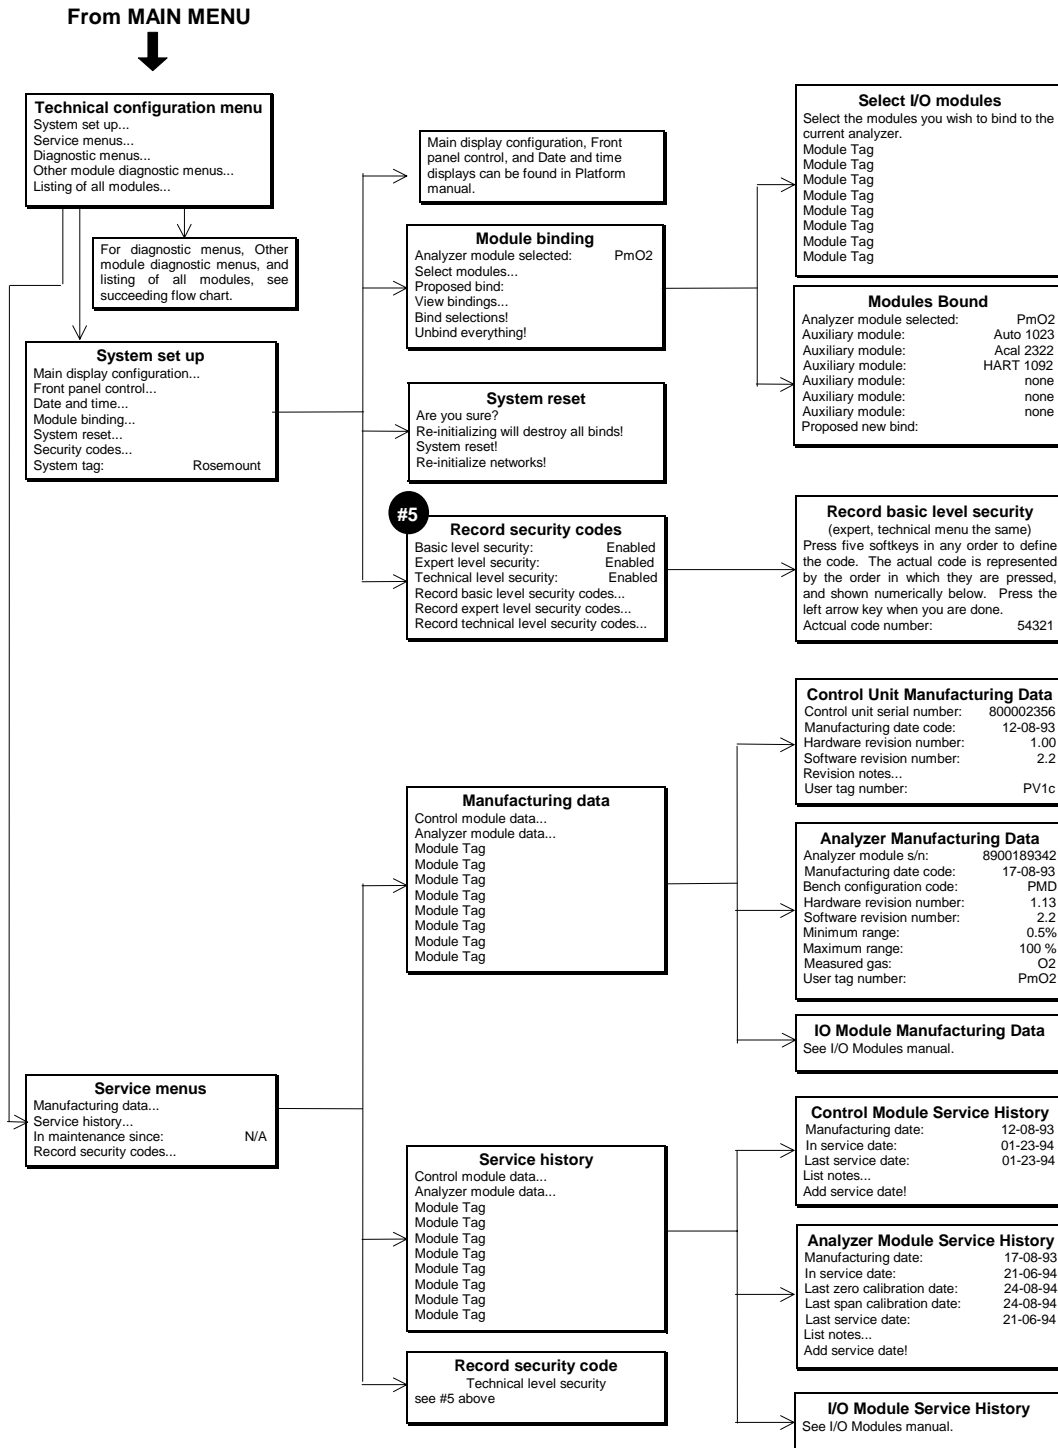 From MAIN MENU
Technical configuration menu
System set up...
Service menus...
Diagnostic menus...
Other module diagnostic menus...
Listing of all modules...
For diagnostic menus, Other
module diagnostic menus, and
listing of all modules, see
succeeding flow chart.
System set up
Main display configuration...
Front panel control...
Date and time...
Module binding...
System reset...
Security codes...
System tag: Rosemount
Service menus
Manufacturing data...
Service history...
In maintenance since: N/A
Record security codes...
Main display configuration, Front
panel control, and Date and time
displays can be found in Platform
manual.
Module binding
Analyzer module selected: PmO2
Select modules...
Proposed bind:
View bindings...
Bind selections!
Unbind everything!
System reset
Are you sure?
Re-initializing will destroy all binds!
System reset!
Re-initialize networks!
#5
Record security codes
Basic level security: Enabled
Expert level security: Enabled
Technical level security: Enabled
Record basic level security codes...
Record expert level security codes...
Record technical level security codes...
Manufacturing data
Control module data...
Analyzer module data...
Module Tag
Module Tag
Module Tag
Module Tag
Module Tag
Module Tag
Module Tag
Module Tag
Service history
Control module data...
Analyzer module data...
Module Tag
Module Tag
Module Tag
Module Tag
Module Tag
Module Tag
Module Tag
Module Tag
Record security code
Technical level security
see #5 above
Select I/O modules
Select the modules you wish to bind to the
current analyzer.
Module Tag
Module Tag
Module Tag
Module Tag
Module Tag
Module Tag
Module Tag
Module Tag
Modules Bound
Analyzer module selected: PmO2
Auxiliary module: Auto 1023
Auxiliary module: Acal 2322
Auxiliary module: HART 1092
Auxiliary module: none
Auxiliary module: none
Auxiliary module: none
Proposed new bind:
Record basic level security
(expert, technical menu the same)
Press five softkeys in any order to define
the code. The actual code is represented
by the order in which they are pressed,
and shown numerically below. Press the
left arrow key when you are done.
Actcual code number: 54321
Control Unit Manufacturing Data
Control unit serial number: 800002356
Manufacturing date code: 12-08-93
Hardware revision number: 1.00
Software revision number: 2.2
Revision notes...
User tag number: PV1c
Analyzer Manufacturing Data
Analyzer module s/n: 8900189342
Manufacturing date code: 17-08-93
Bench configuration code: PMD
Hardware revision number: 1.13
Software revision number: 2.2
Minimum range: 0.5%
Maximum range: 100 %
Measured gas: O2
User tag number: PmO2
IO Module Manufacturing Data
See I/O Modules manual.
Control Module Service History
Manufacturing date: 12-08-93
In service date: 01-23-94
Last service date: 01-23-94
List notes...
Add service date!
Analyzer Module Service History
Manufacturing date: 17-08-93
In service date: 21-06-94
Last zero calibration date: 24-08-94
Last span calibration date: 24-08-94
Last service date: 21-06-94
List notes...
Add service date!
I/O Module Service History
See I/O Modules manual.